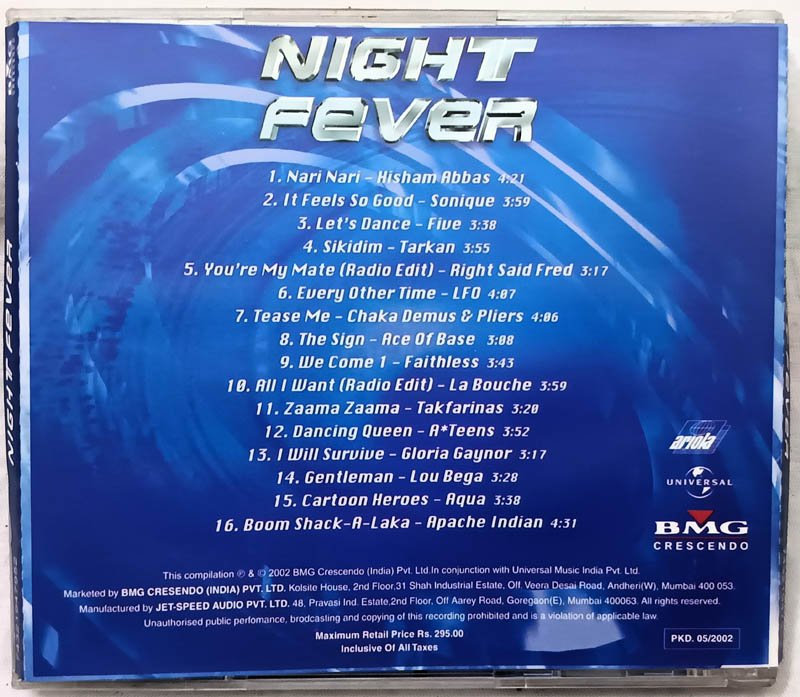 NIGHT
FEVER
1. Nari Nari – Hisham Abbas 4:21
2. It Feels So Good – Sonique 3:59
3. Let's Dance – Five 3:38
4. Sikidim – Tarkan 3:55
5. You're My Mate (Radio Edit) – Right Said Fred 3:17
6. Every Other Time – LFO 4:07
7. Tease Me – Chaka Demus & Pliers 4:06
8. The Sign – Ace Of Base 3:08
9. We Come 1 – Faithless 3:43
10. All I Want (Radio Edit) – La Bouche 3:59
11. Zaama Zaama – Takfarinas 3:20
12. Dancing Queen – A*Teens 3:52
13. I Will Survive – Gloria Gaynor 3:17
14. Gentleman – Lou Bega 3:28
15. Cartoon Heroes – Aqua 3:38
16. Boom Shack-A-Laka – Apache Indian 4:31
ariola
UNIVERSAL
BMG
CRESCENDO
This compilation ℗ & © 2002 BMG Crescendo (India) Pvt. Ltd.In conjunction with Universal Music India Pvt. Ltd.
Marketed by BMG CRESENDO (INDIA) PVT. LTD. Kolsite House, 2nd Floor,31 Shah Industrial Estate, Off. Veera Desai Road, Andheri(W), Mumbai 400 053.
Manufactured by JET-SPEED AUDIO PVT. LTD. 48, Pravasi Ind. Estate,2nd Floor, Off Aarey Road, Goregaon(E), Mumbai 400063. All rights reserved.
Unauthorised public perfomance, brodcasting and copying of this recording prohibited and is a violation of applicable law.
Maximum Retail Price Rs. 295.00
Inclusive Of All Taxes
PKD. 05/2002
NIGHT FEVER